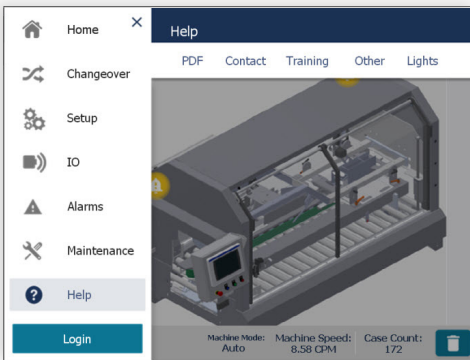 Home
×
Help
PDF Contact Training Other Lights
Changeover
Setup
IO
Alarms
Maintenance
Help
Login
Machine Mode:
Auto
Machine Speed:
8.58 CPM
Case Count:
172